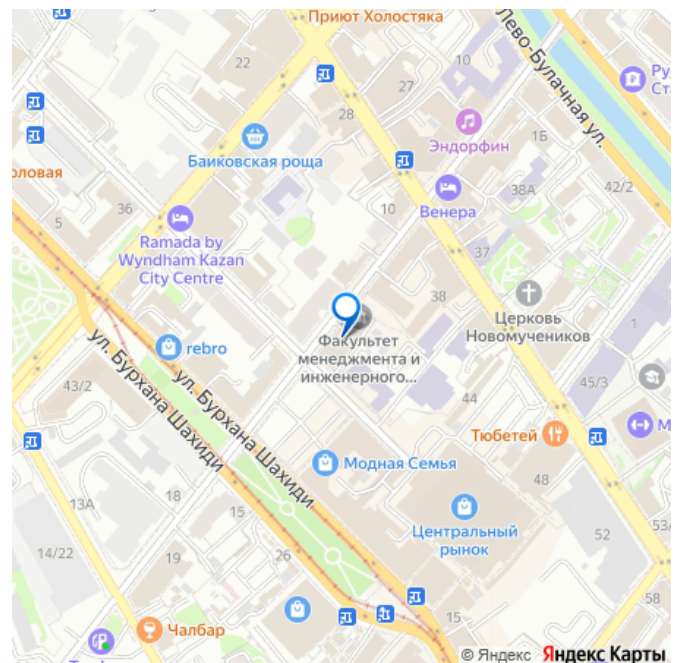 Приют Холостяка
Лево-Булачная ул.
22
10
27
28
Эндорфин
1Б
Баиковская роща
38А
42/2
оловая
36
5
10
Венера
37
Ramada by
Wyndham Kazan
City Centre
38
Церковь
Новомучеников
1
Факультет
менеджмента и
инженерного...
rebro
ул. Бурхана Шахиди
ул. Бурхана Шахиди
43/2
44
45/3
Тюбетей
М
Модная Семья
48
13А
18
15
Центральный
рынок
52
53/
14/22
19
26
58
15
Чалбар
© Яндекс Яндекс Карты